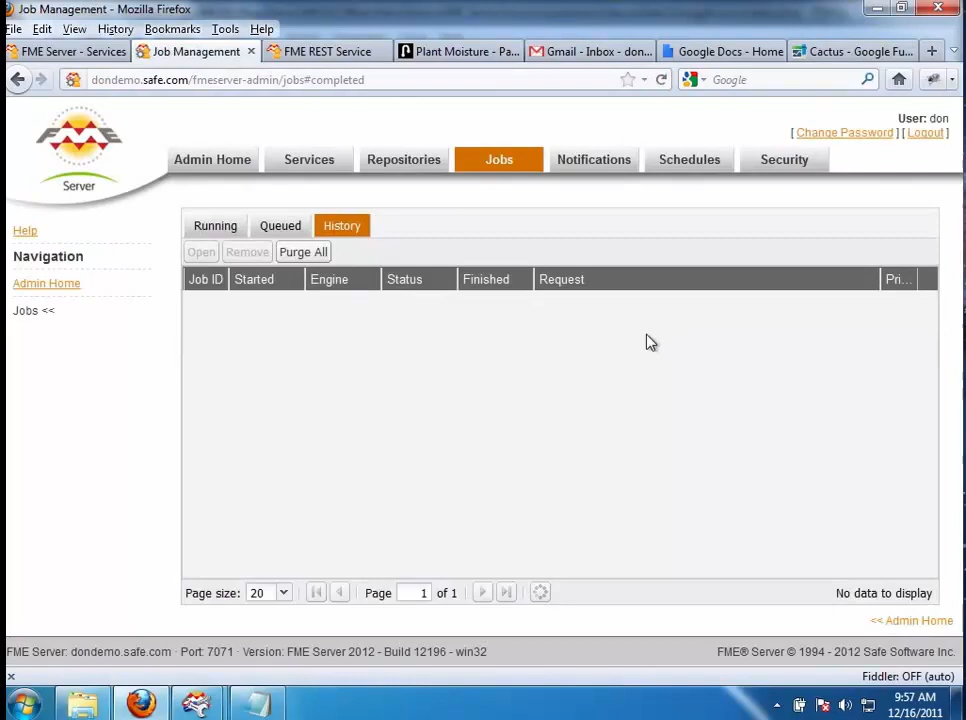 Job Management - Mozilla Firefox
File Edit View History Bookmarks Tools Help
FME Server - Services Job Management × FME REST Service Plant Moisture - Pa... Gmail - Inbox - don... Google Docs - Home Cactus - Google Fu... +
dondemo.safe.com/fmeserver-admin/jobs#completed Google
User: don
[ Change Password ] [ Logout ]
FME
Server
Admin Home Services Repositories Jobs Notifications Schedules Security
Help
Navigation
Admin Home
Jobs <<
Running Queued History
Open Remove Purge All
Job ID Started Engine Status Finished Request Pri...
Page size: 20 Page 1 of 1 No data to display
<< Admin Home
FME Server: dondemo.safe.com · Port: 7071 · Version: FME Server 2012 - Build 12196 - win32 FME® Server © 1994 - 2012 Safe Software Inc.
× Fiddler: OFF (auto)
9:57 AM
12/16/2011